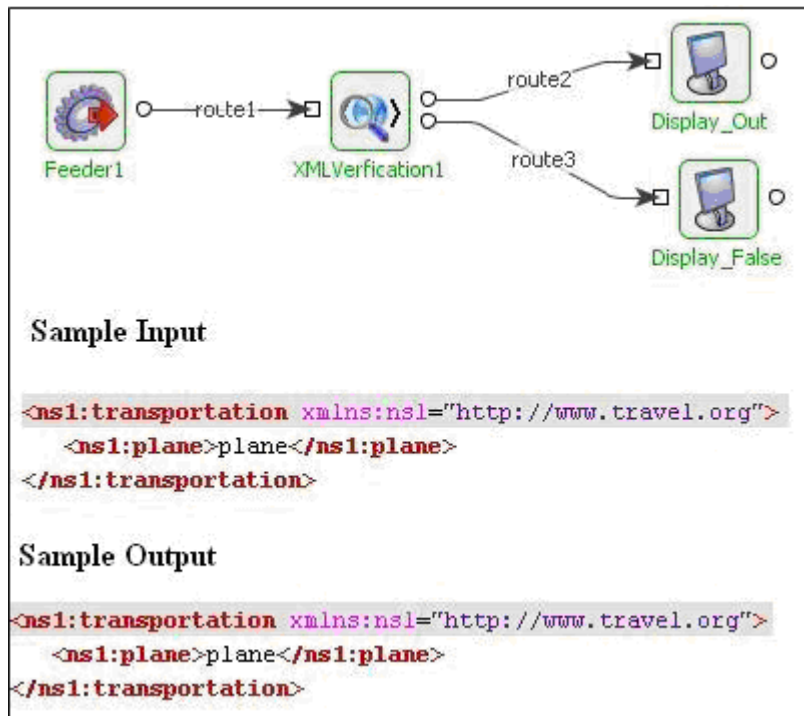 route1
route2
route3
Feeder1
XMLVerfication1
Display_Out
Display_False
Sample Input
<ns1:transportation xmlns:nsl="http://www.travel.org">
<ns1:plane>plane</ns1:plane>
</ns1:transportation>
Sample Output
<ns1:transportation xmlns:nsl="http://www.travel.org">
<ns1:plane>plane</ns1:plane>
</ns1:transportation>